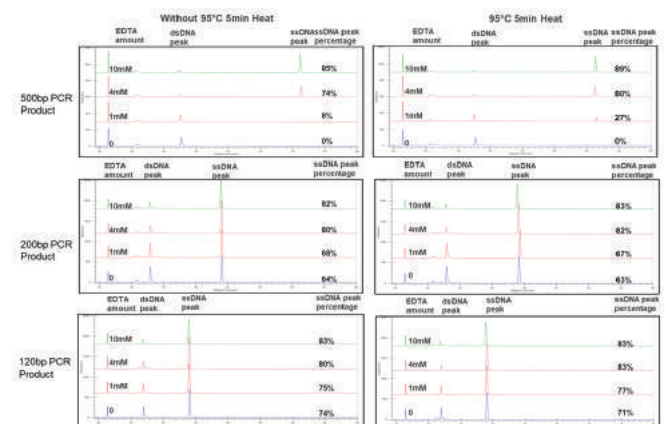 Without 95°C 5min Heat
95°C 5min Heat
EDTA amount dsDNA peak ssDNA peak ssDNA peak percentage
EDTA amount dsDNA peak ssDNA peak ssDNA peak percentage
500bp PCR Product
10mM 85%
4mM 74%
1mM 8%
0 0%
10mM 89%
4mM 80%
1mM 27%
0 0%
EDTA amount dsDNA peak ssDNA peak ssDNA peak percentage
EDTA amount dsDNA peak ssDNA peak ssDNA peak percentage
200bp PCR Product
10mM 82%
4mM 80%
1mM 68%
0 64%
10mM 83%
4mM 82%
1mM 67%
0 63%
EDTA amount dsDNA peak ssDNA peak ssDNA peak percentage
EDTA amount dsDNA peak ssDNA peak ssDNA peak percentage
120bp PCR Product
10mM 83%
4mM 80%
1mM 75%
0 74%
10mM 83%
4mM 83%
1mM 77%
0 71%